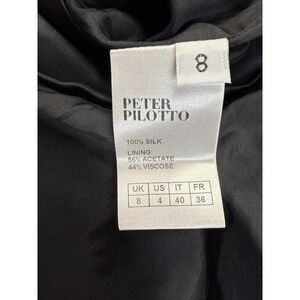 8
PETER
PILOTTO
100% SILK
LINING:
56% ACETATE
44% VISCOSE
UK US IT FR
8 4 40 36